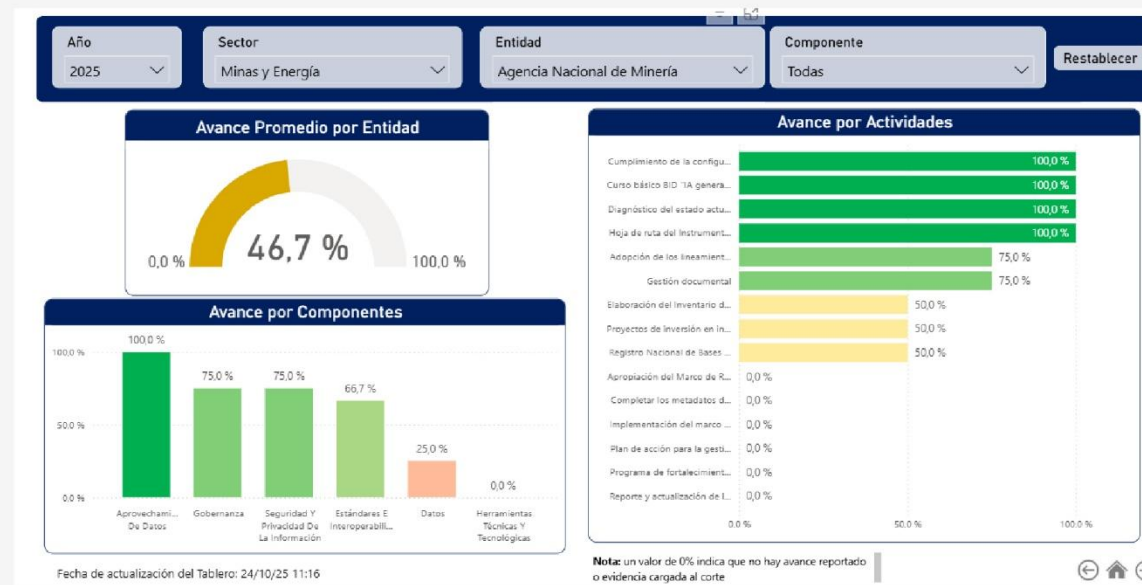 Año
2025
Sector
Minas y Energía
Entidad
Agencia Nacional de Minería
Componente
Todas
Restablecer
Avance Promedio por Entidad
0,0 %
46,7 %
100,0 %
Avance por Componentes
100,0 %
50,0 %
0,0 %
100,0 %
75,0 %
75,0 %
66,7 %
25,0 %
0,0 %
Aprovechami...
De Datos
Gobernanza
Seguridad Y
Privacidad De
La Información
Estándares E
Interoperabili...
Datos
Herramientas
Técnicas Y
Tecnológicas
Fecha de actualización del Tablero: 24/10/25 11:16
Avance por Actividades
Cumplimiento de la configu... 100,0 %
Curso básico BID "IA genera... 100,0 %
Diagnóstico del estado actu... 100,0 %
Hoja de ruta del Instrument... 100,0 %
Adopción de los lineamient... 75,0 %
Gestión documental 75,0 %
Elaboración del Inventario d... 50,0 %
Proyectos de inversión en in... 50,0 %
Registro Nacional de Bases ... 50,0 %
Apropiación del Marco de R... 0,0 %
Completar los metadatos d... 0,0 %
Implementación del marco ... 0,0 %
Plan de acción para la gesti... 0,0 %
Programa de fortalecimient... 0,0 %
Reporte y actualización de l... 0,0 %
0,0 % 50,0 % 100,0 %
Nota: un valor de 0% indica que no hay avance reportado
o evidencia cargada al corte